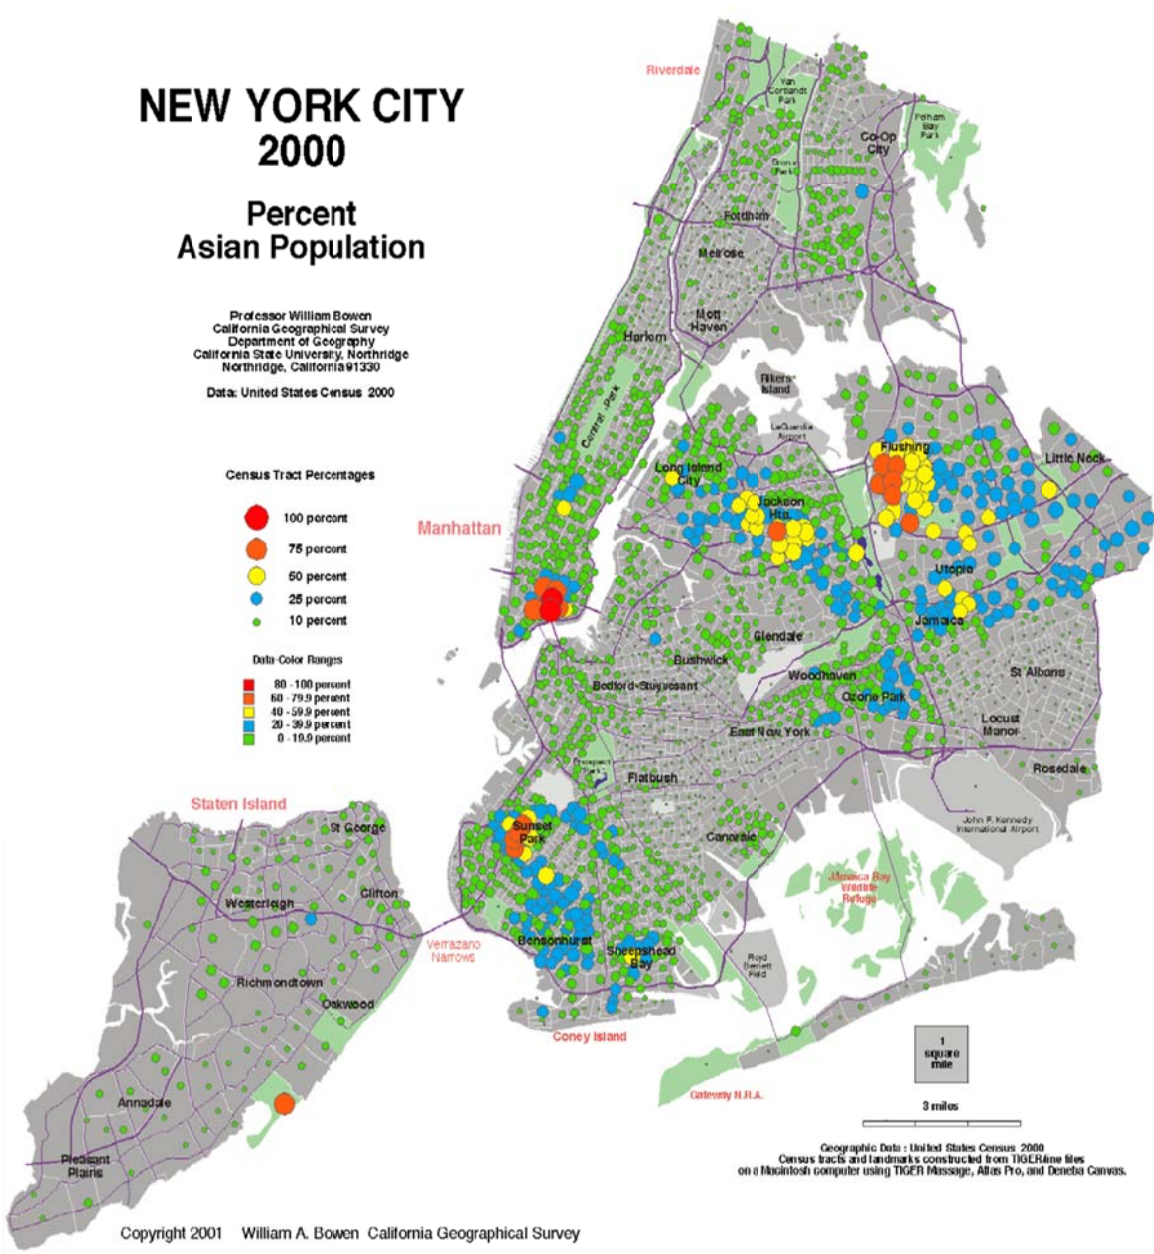 NEW YORK CITY
2000
Percent
Asian Population
Professor William Bowen
California Geographical Survey
Department of Geography
California State University, Northridge
Northridge, California 91330
Data: United States Census 2000
Census Tract Percentages
100 percent
75 percent
50 percent
25 percent
10 percent
Data-Color Ranges
80 - 100 percent
60 - 79.9 percent
40 - 59.9 percent
20 - 39.9 percent
0 - 19.9 percent
Riverdale
Van
Cortlandt
Park
Pelham
Bay
Park
Co-Op
City
Bronx
Park
Fordham
Melrose
Mott
Haven
Harlem
Rikers
Island
Central Park
LaGuardia
Airport
Flushing
Little Neck
Long Island
City
Jackson
Hts.
Manhattan
Utopia
Jamaica
Glendale
Bushwick
Woodhaven
St Albans
Bedford-Stuyvesant
Ozone Park
Locust
Manor
East New York
Rosedale
Prospect
Park
Flatbush
Staten Island
St George
Sunset
Park
Canarsie
John F. Kennedy
International Airport
Jamaica Bay
Wildlife
Refuge
Clifton
Westerleigh
Verrazano
Narrows
Bensonhurst
Sheepshead
Bay
Floyd
Bennett
Field
Richmondtown
Oakwood
Coney Island
1
square
mile
Gateway N.R.A.
3 miles
Annadale
Pleasant
Plains
Geographic Data : United States Census 2000
Census tracts and landmarks constructed from TIGER/line files
on a Macintosh computer using TIGER Massage, Atlas Pro, and Deneba Canvas.
Copyright 2001 William A. Bowen California Geographical Survey